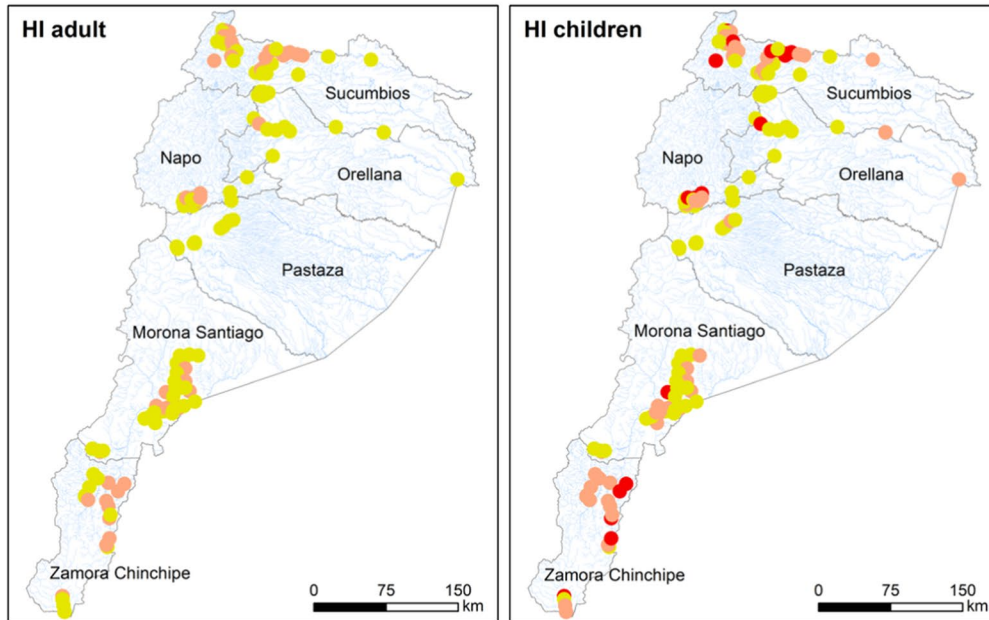 HI adult
Sucumbios
Napo
Orellana
Pastaza
Morona Santiago
Zamora Chinchipe
0 75 150
km
HI children
Sucumbios
Napo
Orellana
Pastaza
Morona Santiago
Zamora Chinchipe
0 75 150
km